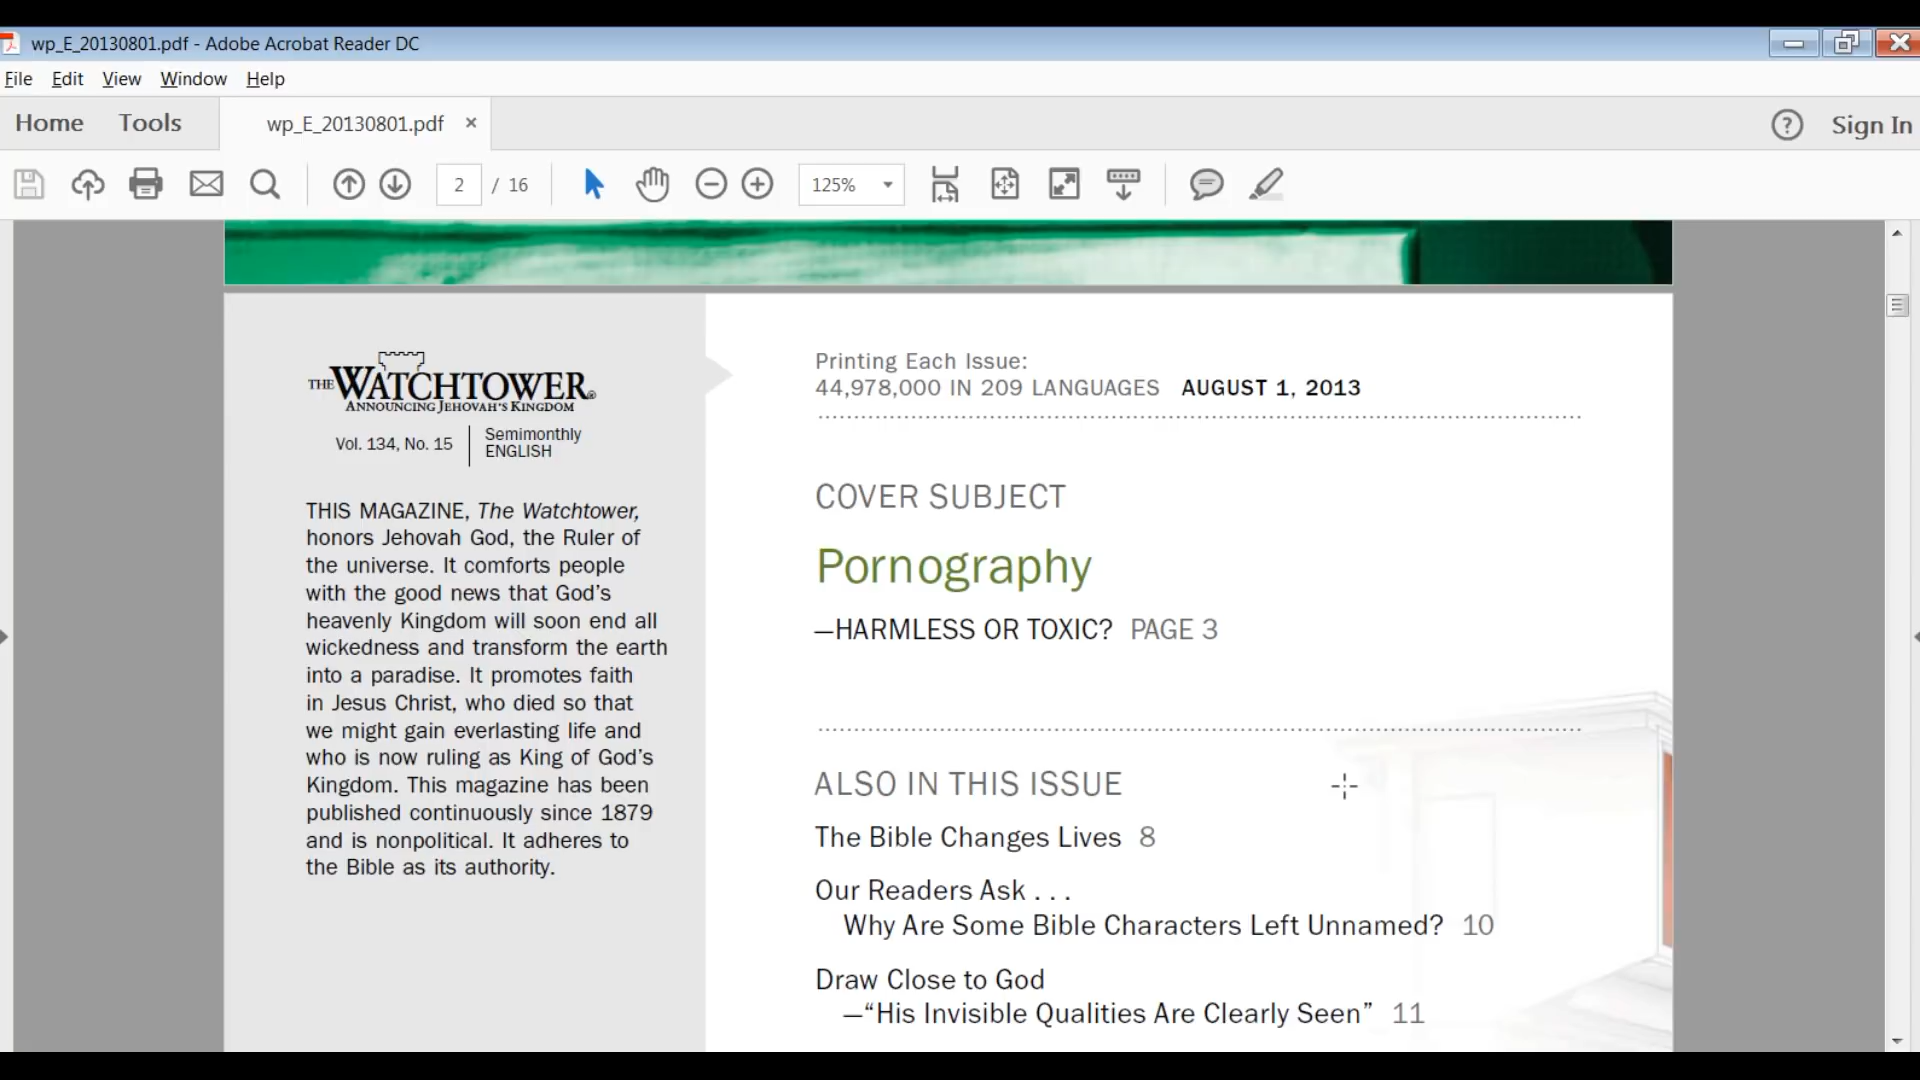 wp_E_20130801.pdf - Adobe Acrobat Reader DC
File Edit View Window Help
Home Tools wp_E_20130801.pdf × ? Sign In
2 / 16 125%
THE WATCHTOWER®
ANNOUNCING JEHOVAH'S KINGDOM
Vol. 134, No. 15
Semimonthly
ENGLISH
THIS MAGAZINE, The Watchtower,
honors Jehovah God, the Ruler of
the universe. It comforts people
with the good news that God's
heavenly Kingdom will soon end all
wickedness and transform the earth
into a paradise. It promotes faith
in Jesus Christ, who died so that
we might gain everlasting life and
who is now ruling as King of God's
Kingdom. This magazine has been
published continuously since 1879
and is nonpolitical. It adheres to
the Bible as its authority.
Printing Each Issue:
44,978,000 IN 209 LANGUAGES AUGUST 1, 2013
COVER SUBJECT
Pornography
—HARMLESS OR TOXIC? PAGE 3
ALSO IN THIS ISSUE
The Bible Changes Lives 8
Our Readers Ask . . .
Why Are Some Bible Characters Left Unnamed? 10
Draw Close to God
—“His Invisible Qualities Are Clearly Seen” 11